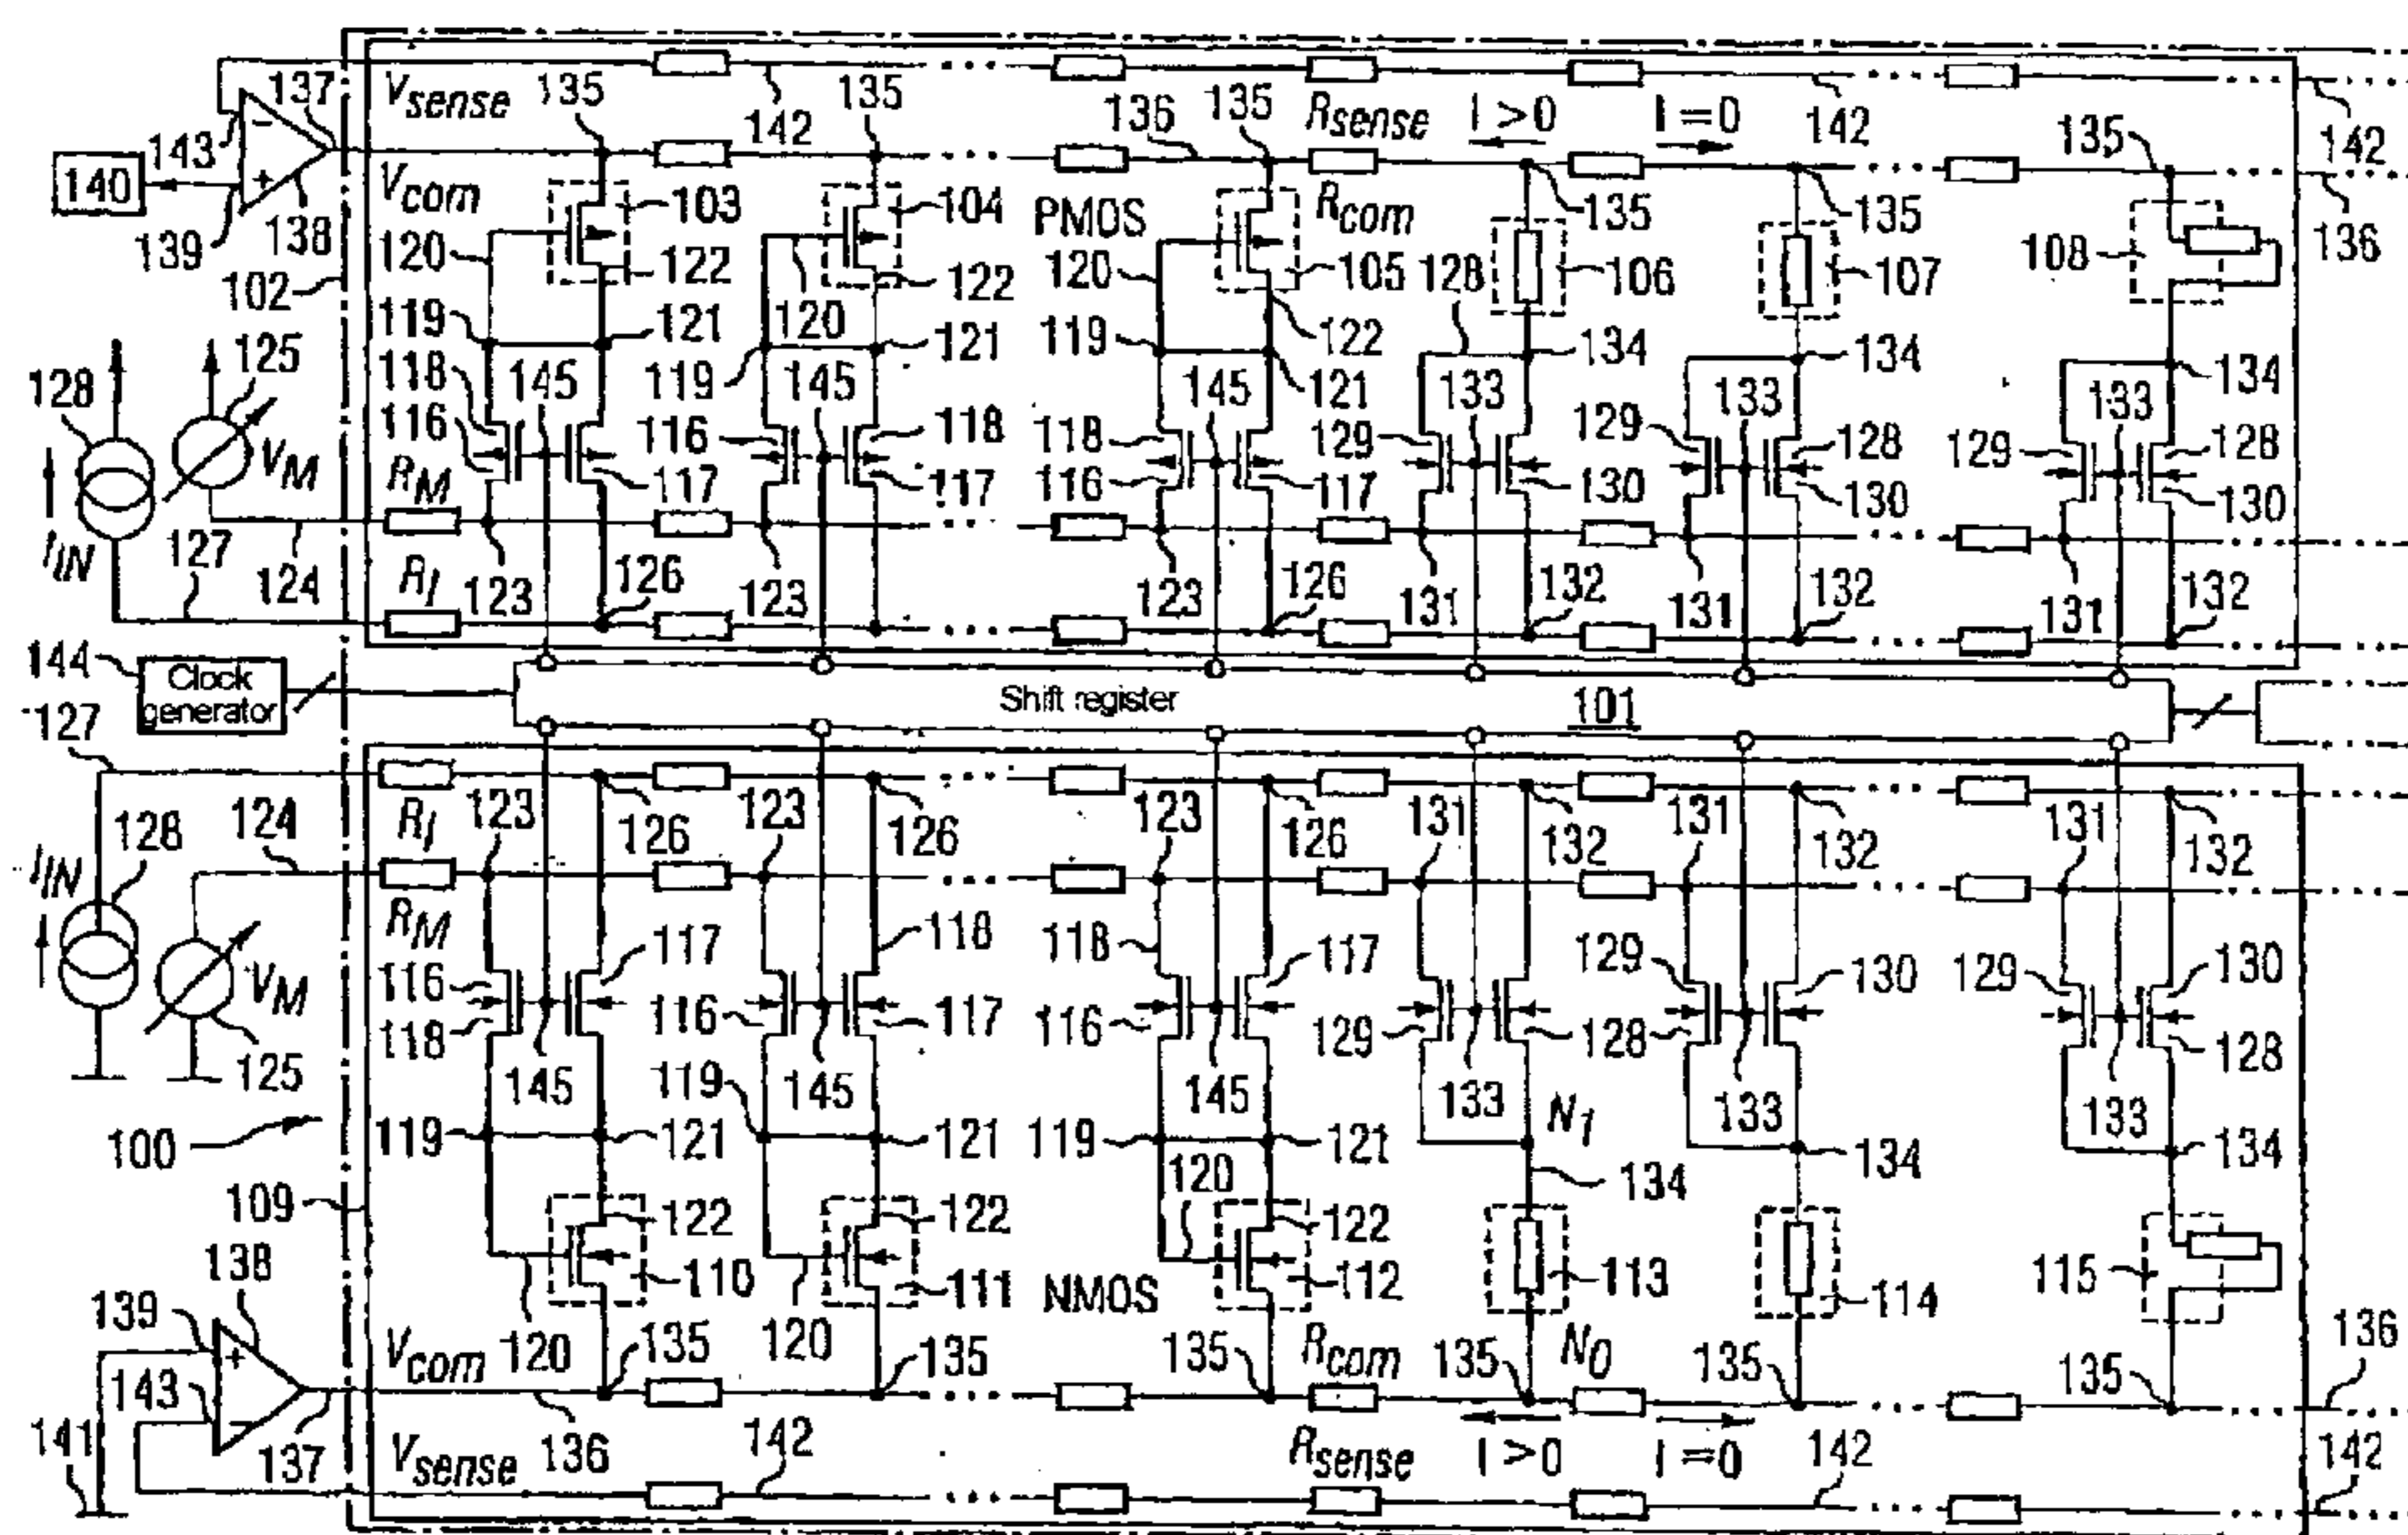 Vsense 135 142 135 136 135 Rsense I>0 I=0 142 135 142
137
143
140
139 138 102
Vcom 103 104 PMOS Rcom 105 135 106 135 107 108 136
120 122 120 122 120 122 128
119 121 119 121 119 121 134 134 134
128 125 118 145 145 118 145 133 133 133
116 116 118 116 129 129 128 129 128
VM RM 117 117 117 130 130 130
IIN 127 124 RI 123 126 123 123 126 131 132 131 132 131 132
144 Clock generator
Shift register 101
127
124 RI 123 126 123 126 123 126 131 132 131 132 131 132
128
IIN
RM 118 118
VM 116 117 116 117 116 117 129 128 129 130 129 130
118 128 128
125 145 119 145 145 133 133 133
100 119 121 121 119 121 N1 134 134
120 134
109 122 122 122
138 110 111 NMOS 112 113 114 115
139 120 120
Vcom 135 135 135 Rcom 135 N0 135 135 136
143
141 137 Vsense 136 142 Rsense I>0 I=0 142 142